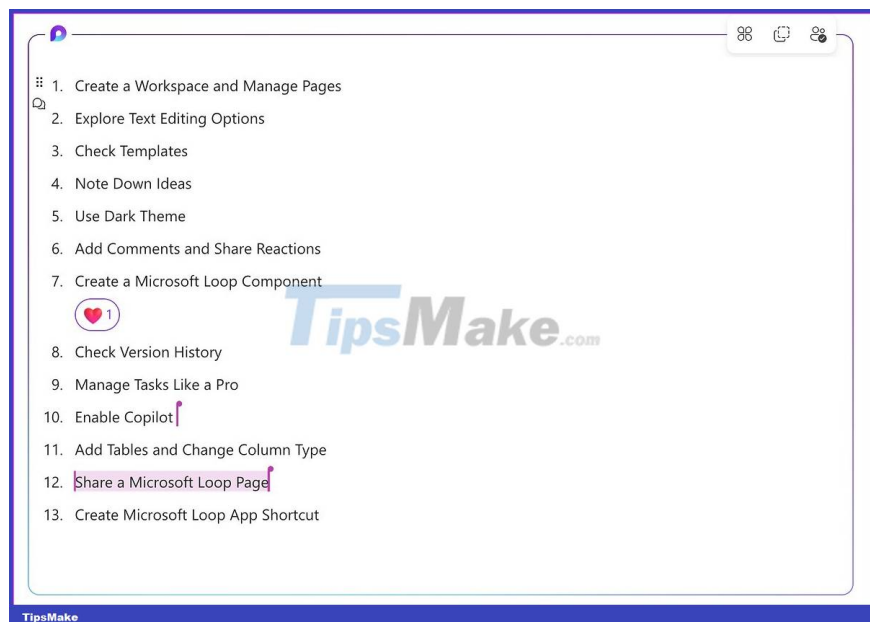 1. Create a Workspace and Manage Pages
2. Explore Text Editing Options
3. Check Templates
4. Note Down Ideas
5. Use Dark Theme
6. Add Comments and Share Reactions
7. Create a Microsoft Loop Component
1
TipsMake.com
8. Check Version History
9. Manage Tasks Like a Pro
10. Enable Copilot
11. Add Tables and Change Column Type
12. Share a Microsoft Loop Page
13. Create Microsoft Loop App Shortcut
TipsMake